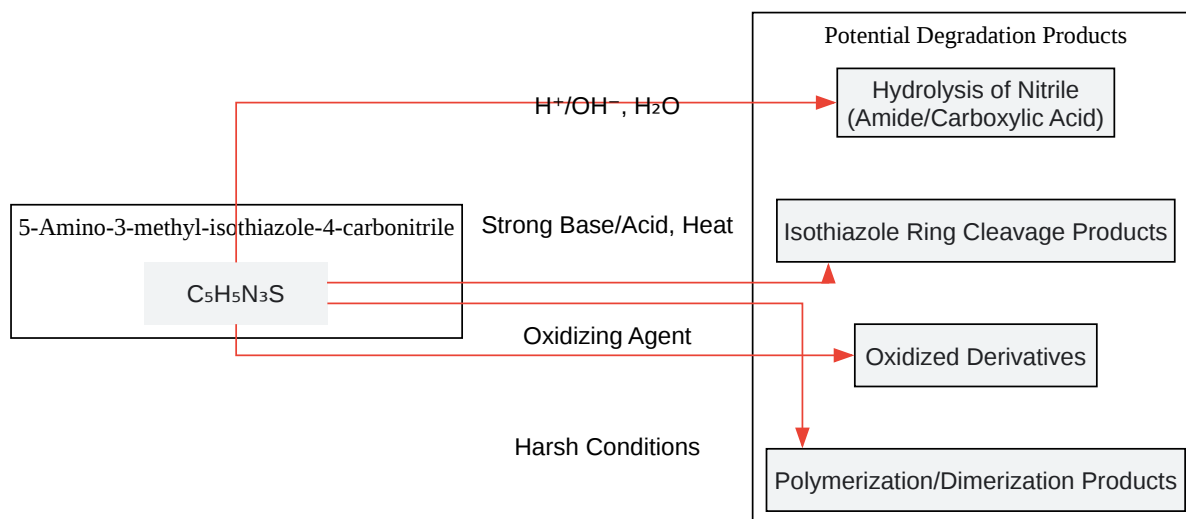 Potential Degradation Products
Hydrolysis of Nitrile
(Amide/Carboxylic Acid)
H⁺/OH⁻, H₂O
5-Amino-3-methyl-isothiazole-4-carbonitrile
C₅H₅N₃S
Strong Base/Acid, Heat
Isothiazole Ring Cleavage Products
Oxidizing Agent
Oxidized Derivatives
Harsh Conditions
Polymerization/Dimerization Products